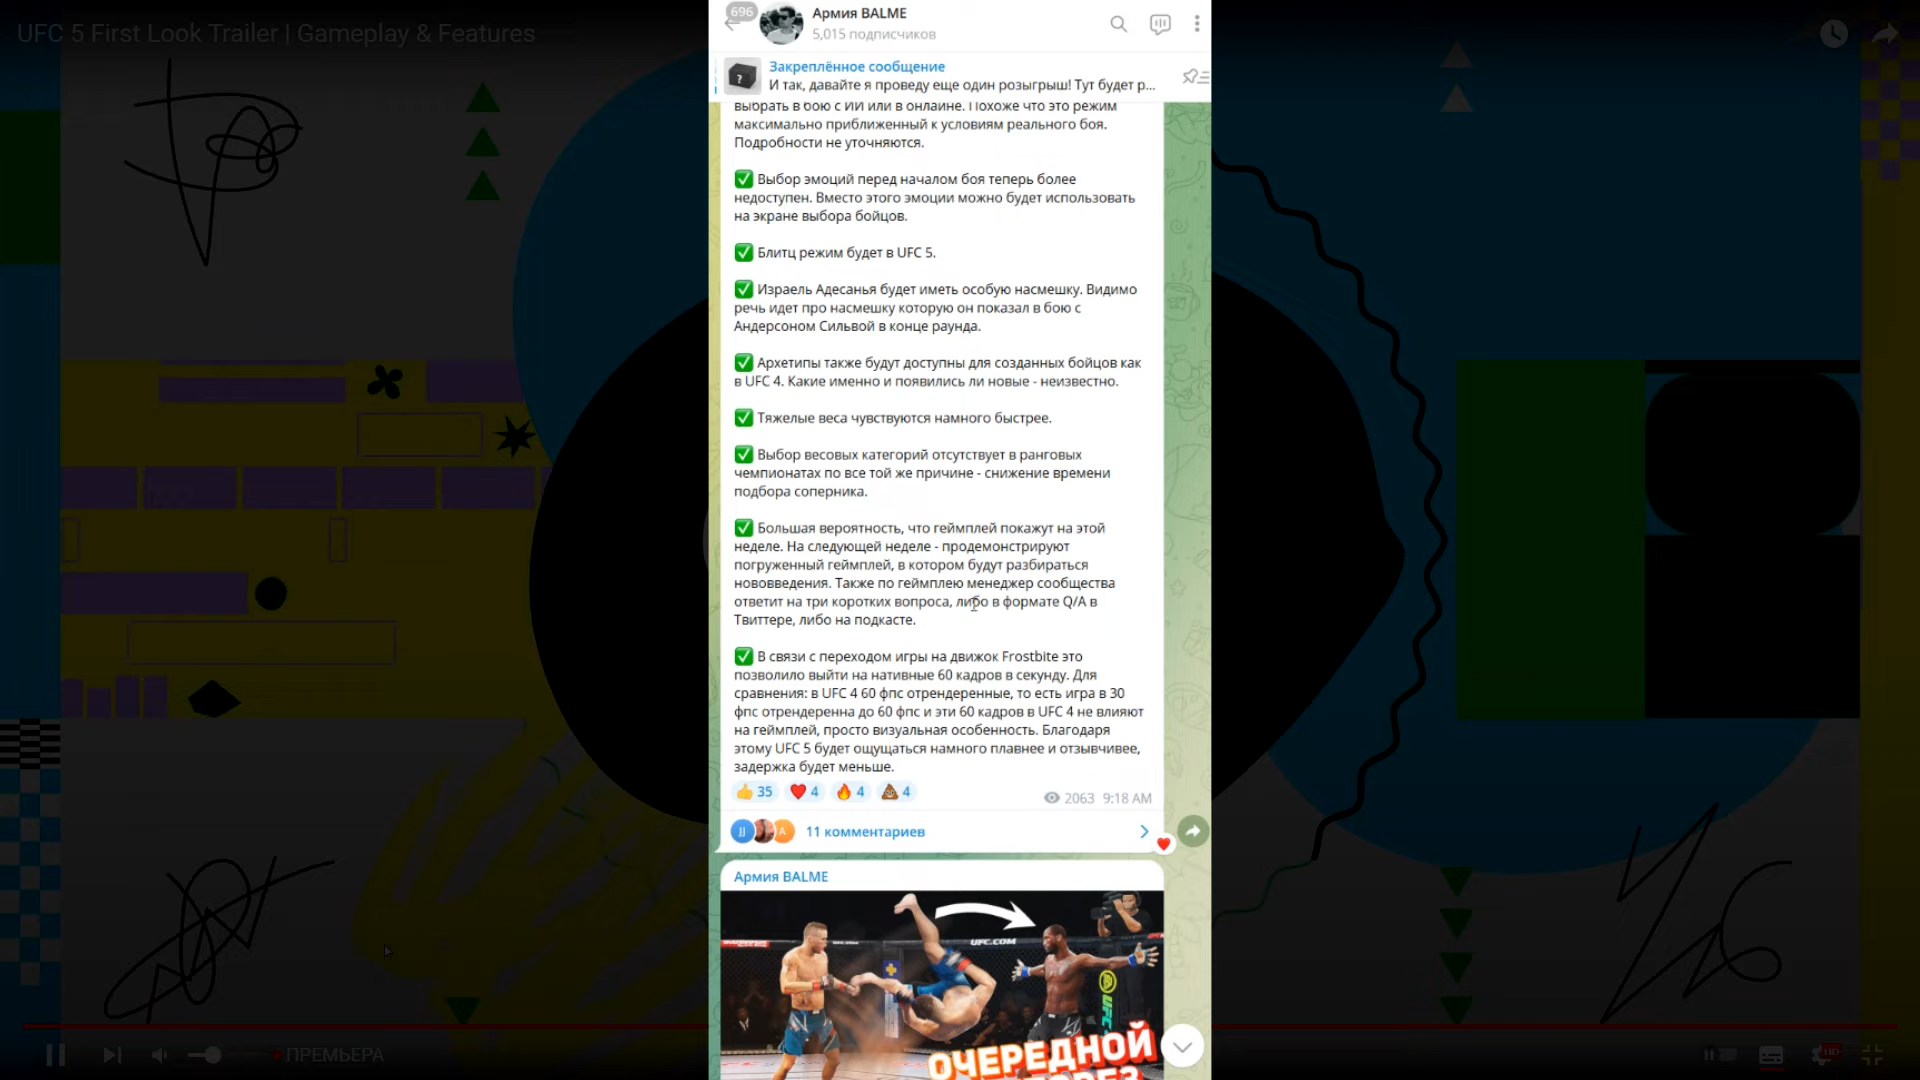 UFC 5 First Look Trailer | Gameplay & Features
696
Армия BALME
5,015 подписчиков
Закреплённое сообщение
И так, давайте я проведу еще один розыгрыш! Тут будет р...
выбрать в бою с ИИ или в онлайне. Похоже что это режим
максимально приближенный к условиям реального боя.
Подробности не уточняются.
✅ Выбор эмоций перед началом боя теперь более
недоступен. Вместо этого эмоции можно будет использовать
на экране выбора бойцов.
✅ Блитц режим будет в UFC 5.
✅ Израель Адесанья будет иметь особую насмешку. Видимо
речь идет про насмешку которую он показал в бою с
Андерсоном Сильвой в конце раунда.
✅ Архетипы также будут доступны для созданных бойцов как
в UFC 4. Какие именно и появились ли новые - неизвестно.
✅ Тяжелые веса чувствуются намного быстрее.
✅ Выбор весовых категорий отсутствует в ранговых
чемпионатах по все той же причине - снижение времени
подбора соперника.
✅ Большая вероятность, что геймплей покажут на этой
неделе. На следующей неделе - продемонстрируют
погруженный геймплей, в котором будут разбираться
нововведения. Также по геймплею менеджер сообщества
ответит на три коротких вопроса, либо в формате Q/A в
Твиттере, либо на подкасте.
✅ В связи с переходом игры на движок Frostbite это
позволило выйти на нативные 60 кадров в секунду. Для
сравнения: в UFC 4 60 фпс отрендеренные, то есть игра в 30
фпс отрендеренна до 60 фпс и эти 60 кадров в UFC 4 не влияют
на геймплей, просто визуальная особенность. Благодаря
этому UFC 5 будет ощущаться намного плавнее и отзывчивее,
задержка будет меньше.
👍 35 ❤️ 4 🔥 4 💩 4
2063 9:18 AM
JJ А 11 комментариев
Армия BALME
UFC.COM
UFC
ОЧЕРЕДНОЙ
ПРЕМЬЕРА
HD